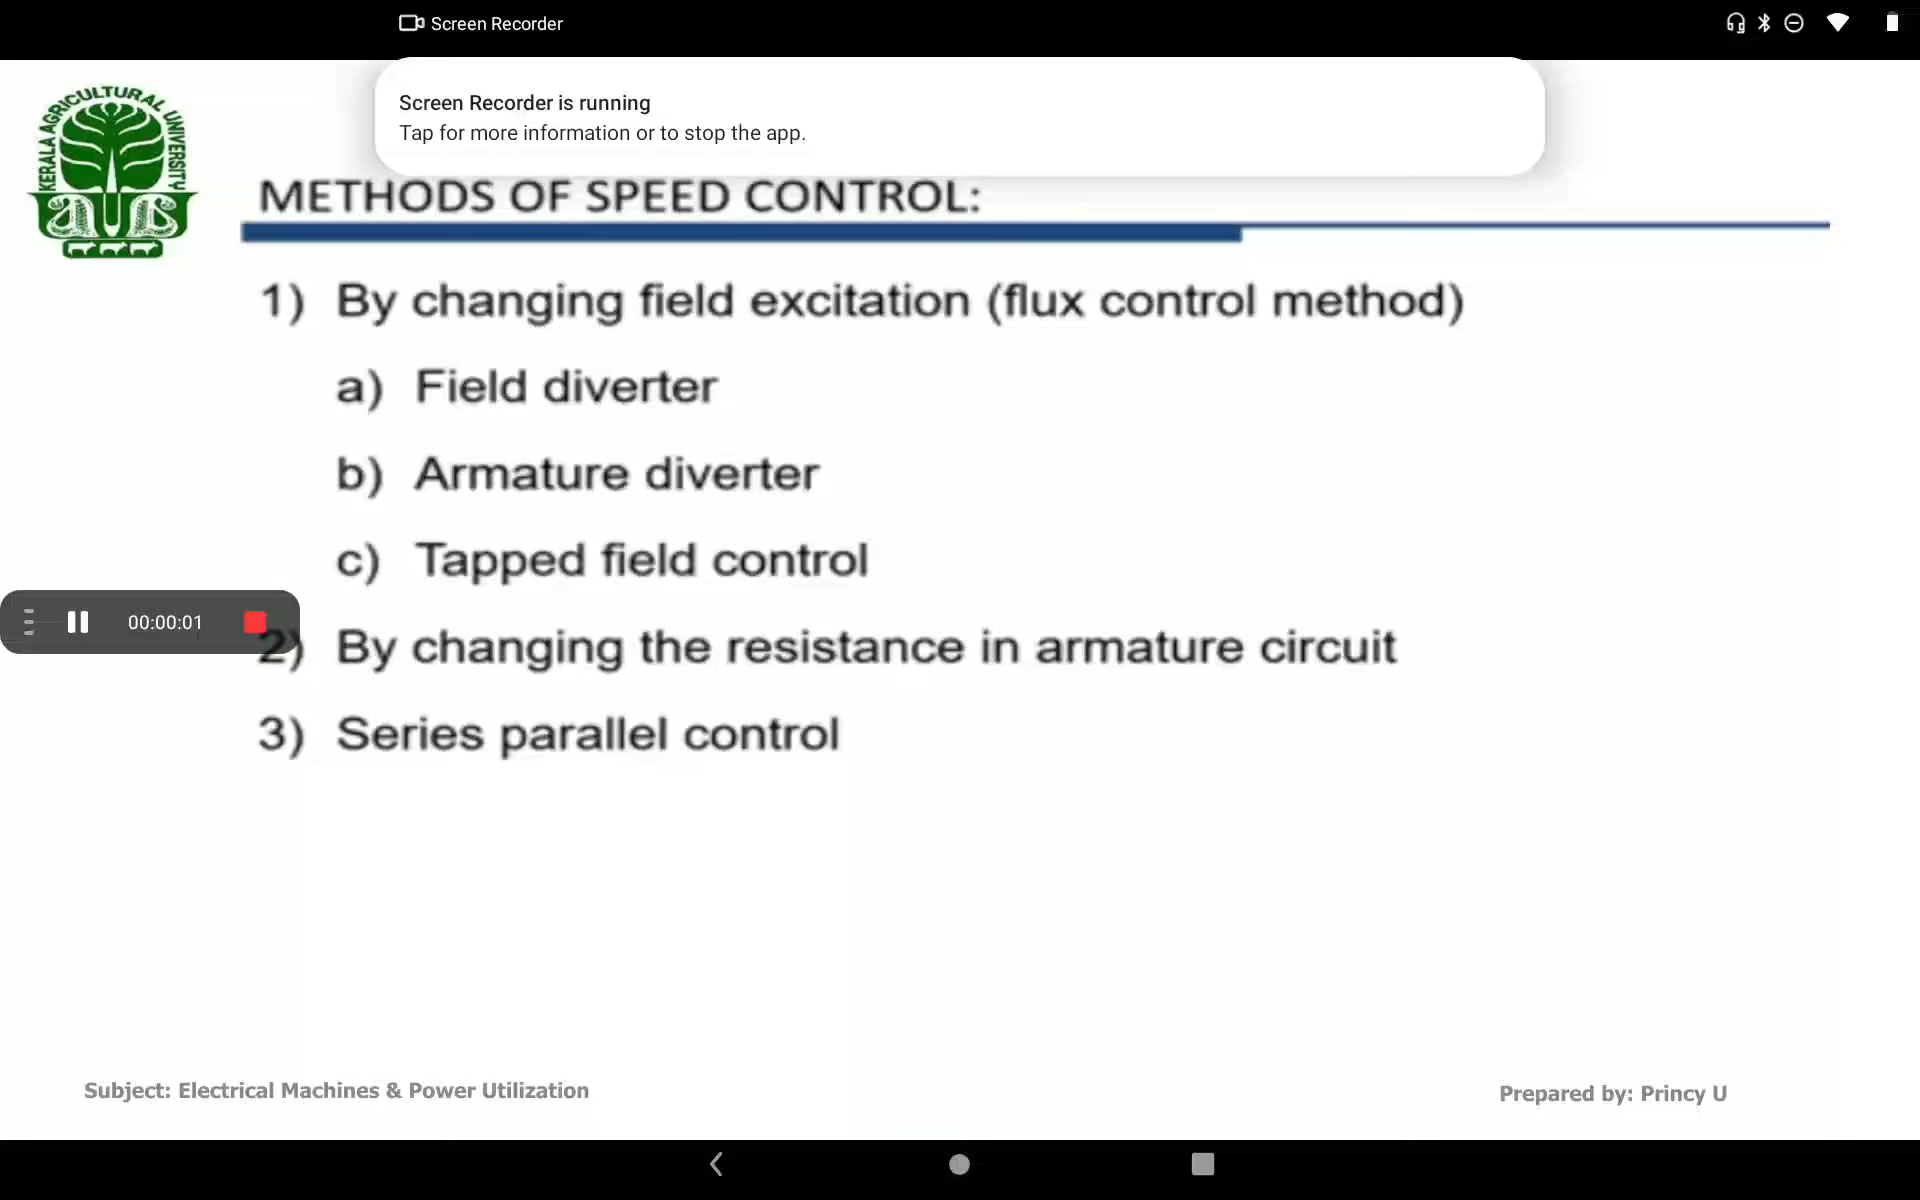 Screen Recorder
Screen Recorder is running
Tap for more information or to stop the app.
KERALA AGRICULTURAL UNIVERSITY
METHODS OF SPEED CONTROL:
1) By changing field excitation (flux control method)
a) Field diverter
b) Armature diverter
c) Tapped field control
00:00:01
2) By changing the resistance in armature circuit
3) Series parallel control
Subject: Electrical Machines & Power Utilization
Prepared by: Princy U